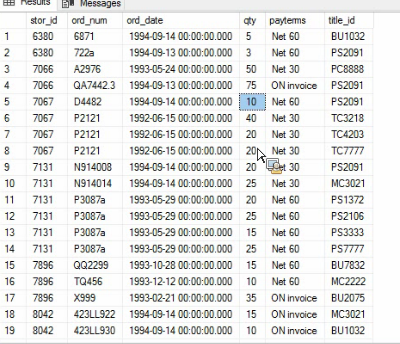 Results Messages
stor_id ord_num ord_date qty payterms title_id
1 6380 6871 1994-09-14 00:00:00.000 5 Net 60 BU1032
2 6380 722a 1994-09-13 00:00:00.000 3 Net 60 PS2091
3 7066 A2976 1993-05-24 00:00:00.000 50 Net 30 PC8888
4 7066 QA7442.3 1994-09-13 00:00:00.000 75 ON invoice PS2091
5 7067 D4482 1994-09-14 00:00:00.000 10 Net 60 PS2091
6 7067 P2121 1992-06-15 00:00:00.000 40 Net 30 TC3218
7 7067 P2121 1992-06-15 00:00:00.000 20 Net 30 TC4203
8 7067 P2121 1992-06-15 00:00:00.000 20 Net 30 TC7777
9 7131 N914008 1994-09-14 00:00:00.000 20 Net 30 PS2091
10 7131 N914014 1994-09-14 00:00:00.000 25 Net 30 MC3021
11 7131 P3087a 1993-05-29 00:00:00.000 20 Net 60 PS1372
12 7131 P3087a 1993-05-29 00:00:00.000 25 Net 60 PS2106
13 7131 P3087a 1993-05-29 00:00:00.000 15 Net 60 PS3333
14 7131 P3087a 1993-05-29 00:00:00.000 25 Net 60 PS7777
15 7896 QQ2299 1993-10-28 00:00:00.000 15 Net 60 BU7832
16 7896 TQ456 1993-12-12 00:00:00.000 10 Net 60 MC2222
17 7896 X999 1993-02-21 00:00:00.000 35 ON invoice BU2075
18 8042 423LL922 1994-09-14 00:00:00.000 15 ON invoice MC3021
19 8042 423LL930 1994-09-14 00:00:00.000 10 ON invoice BU1032